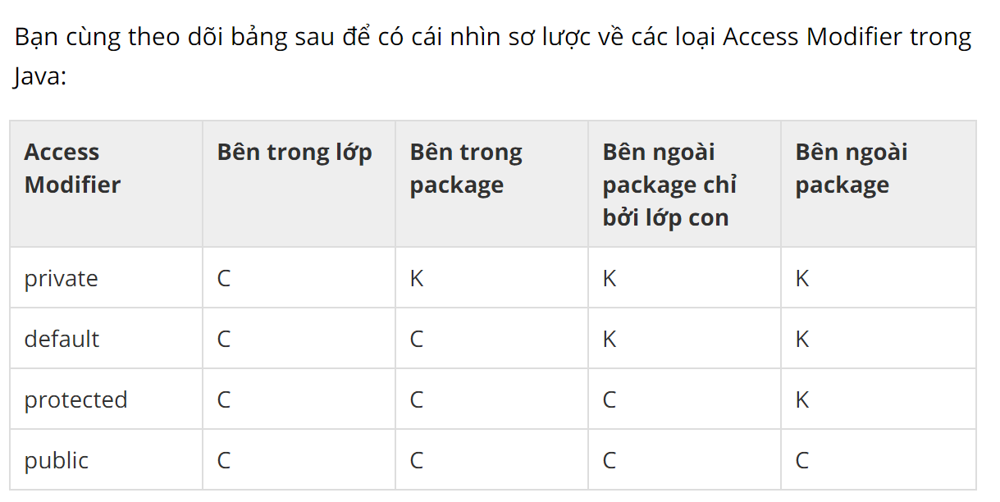 Bạn cùng theo dõi bảng sau để có cái nhìn sơ lược về các loại Access Modifier trong
Java:
Access Modifier Bên trong lớp Bên trong package Bên ngoài package chỉ bởi lớp con Bên ngoài package
private C K K K
default C C K K
protected C C C K
public C C C C